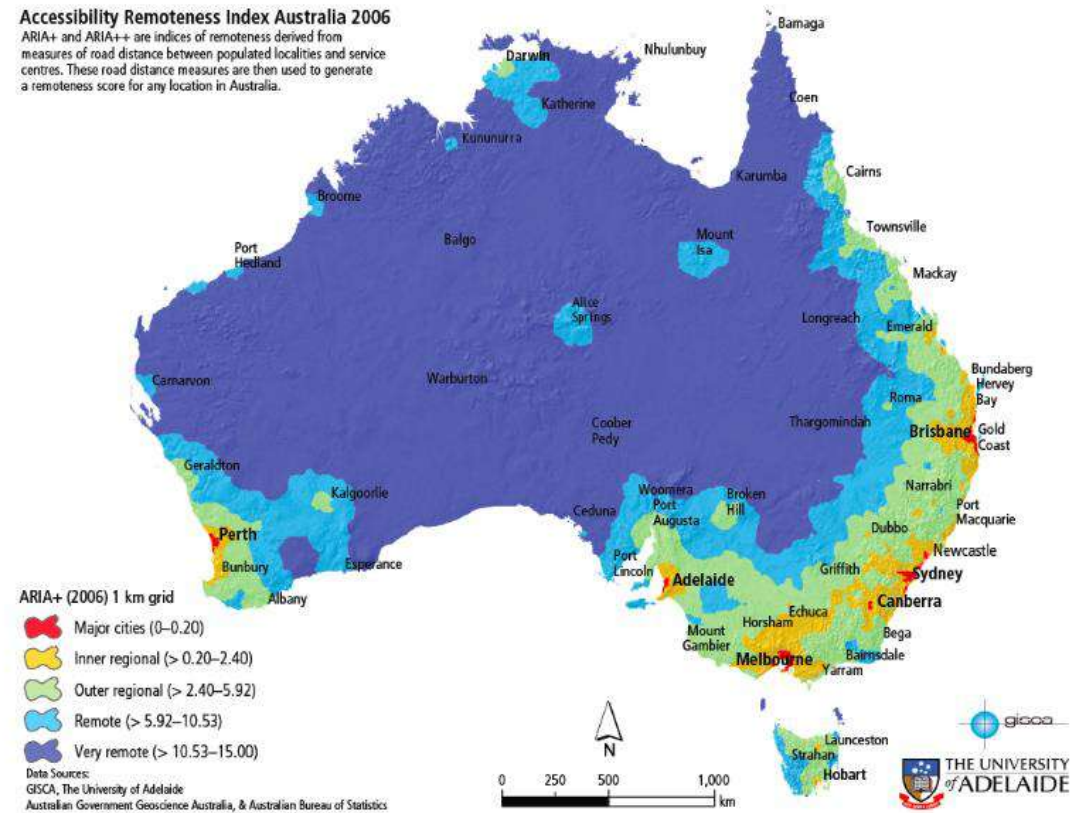 Accessibility Remoteness Index Australia 2006
ARIA+ and ARIA++ are indices of remoteness derived from
measures of road distance between populated localities and service
centres. These road distance measures are then used to generate
a remoteness score for any location in Australia.
Bamaga
Nhulunbuy
Darwin
Katherine
Coen
Kununurra
Karumba
Cairns
Broome
Balgo
Mount
Isa
Townsville
Port
Hedland
Mackay
Alice
Springs
Longreach
Emerald
Carnarvon
Warburton
Bundaberg
Hervey
Bay
Roma
Coober
Pedy
Thargomindah
Brisbane
Gold
Coast
Geraldton
Kalgoorlie
Woomera
Port
Augusta
Broken
Hill
Narrabri
Port
Macquarie
Ceduna
Dubbo
Perth
Newcastle
Bunbury
Esperance
Port
Lincoln
Adelaide
Griffith
Sydney
Albany
Canberra
Echuca
Horsham
Mount
Gambier
Bega
Melbourne
Bairnsdale
Yarram
Launceston
Strahan
Hobart
ARIA+ (2006) 1 km grid
Major cities (0–0.20)
Inner regional (> 0.20–2.40)
Outer regional (> 2.40–5.92)
Remote (> 5.92–10.53)
Very remote (> 10.53–15.00)
Data Sources:
GISCA, The University of Adelaide
Australian Government Geoscience Australia, & Australian Bureau of Statistics
N
0 250 500 1,000
km
gisca
THE UNIVERSITY
of ADELAIDE